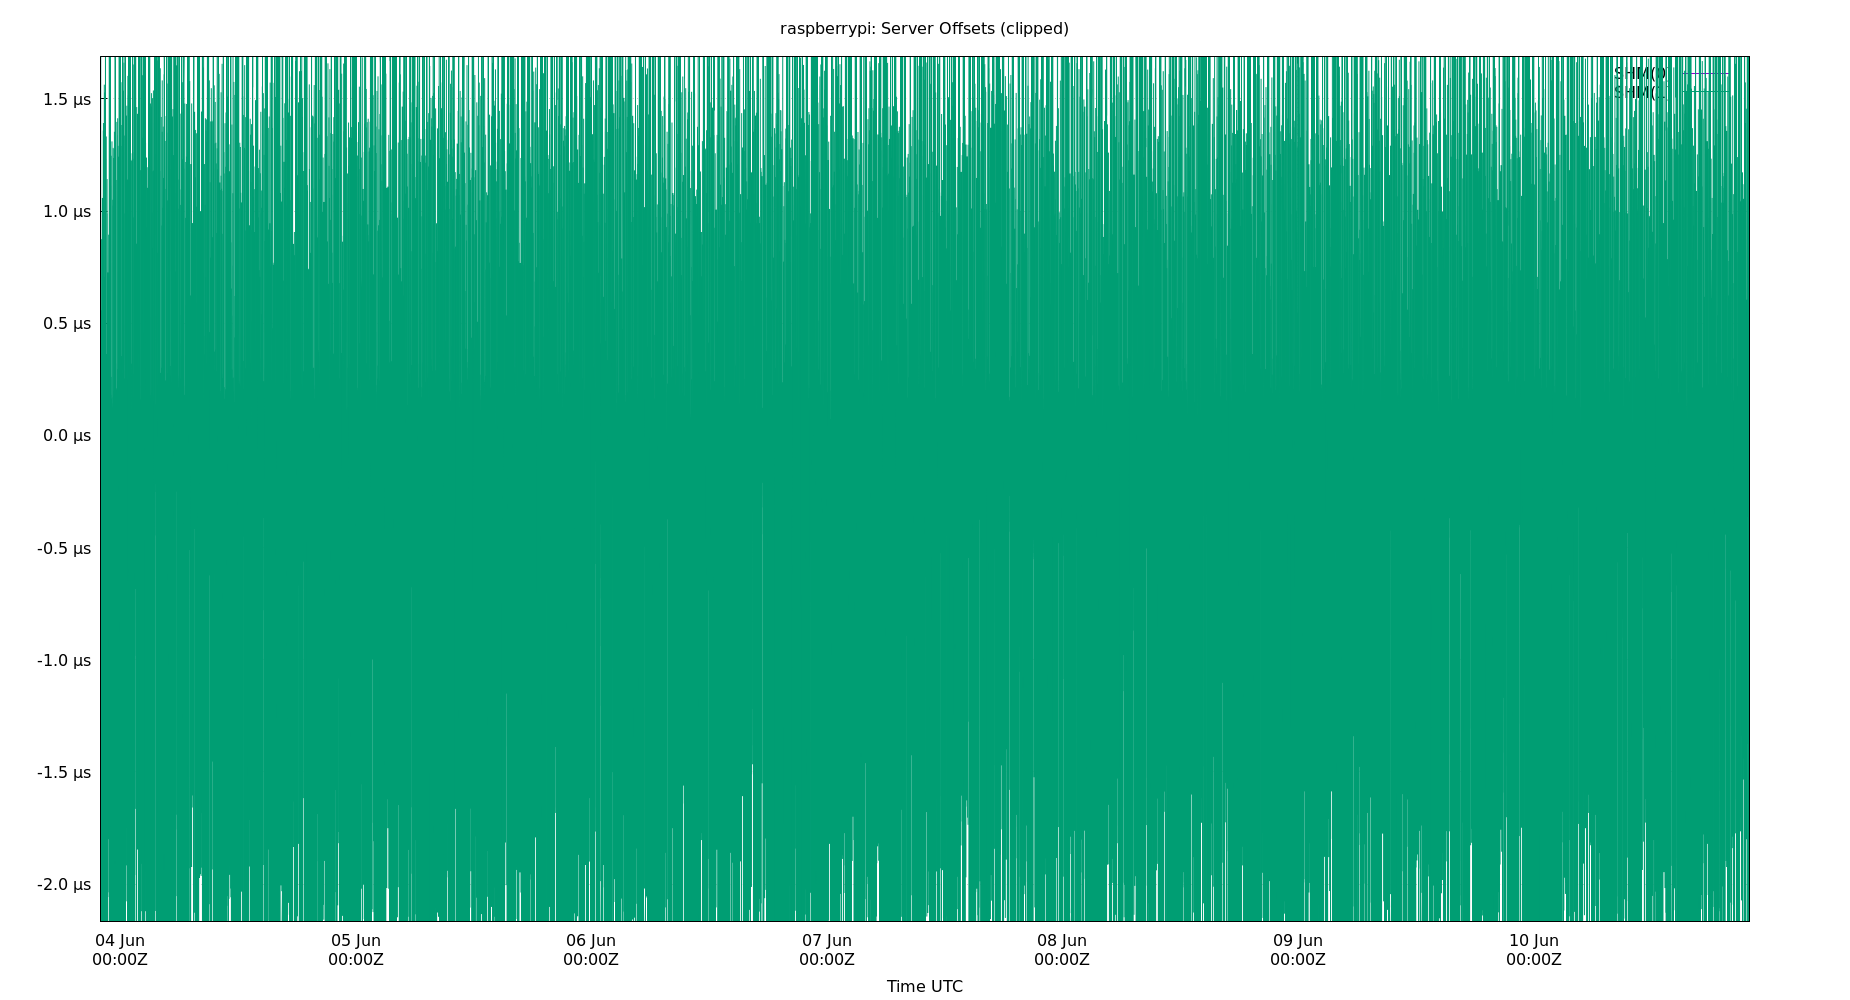 raspberrypi: Server Offsets (clipped)
SHM(0)
1.5 µs
1.0 µs
0.5 µs
0.0 µs
-0.5 µs
-1.0 µs
-1.5 µs
-2.0 µs
04 Jun 05 Jun 06 Jun 07 Jun 08 Jun 09 Jun 10 Jun
00:00Z 00:00Z 00:00Z 00:00Z 00:00Z 00:00Z 00:00Z
Time UTC